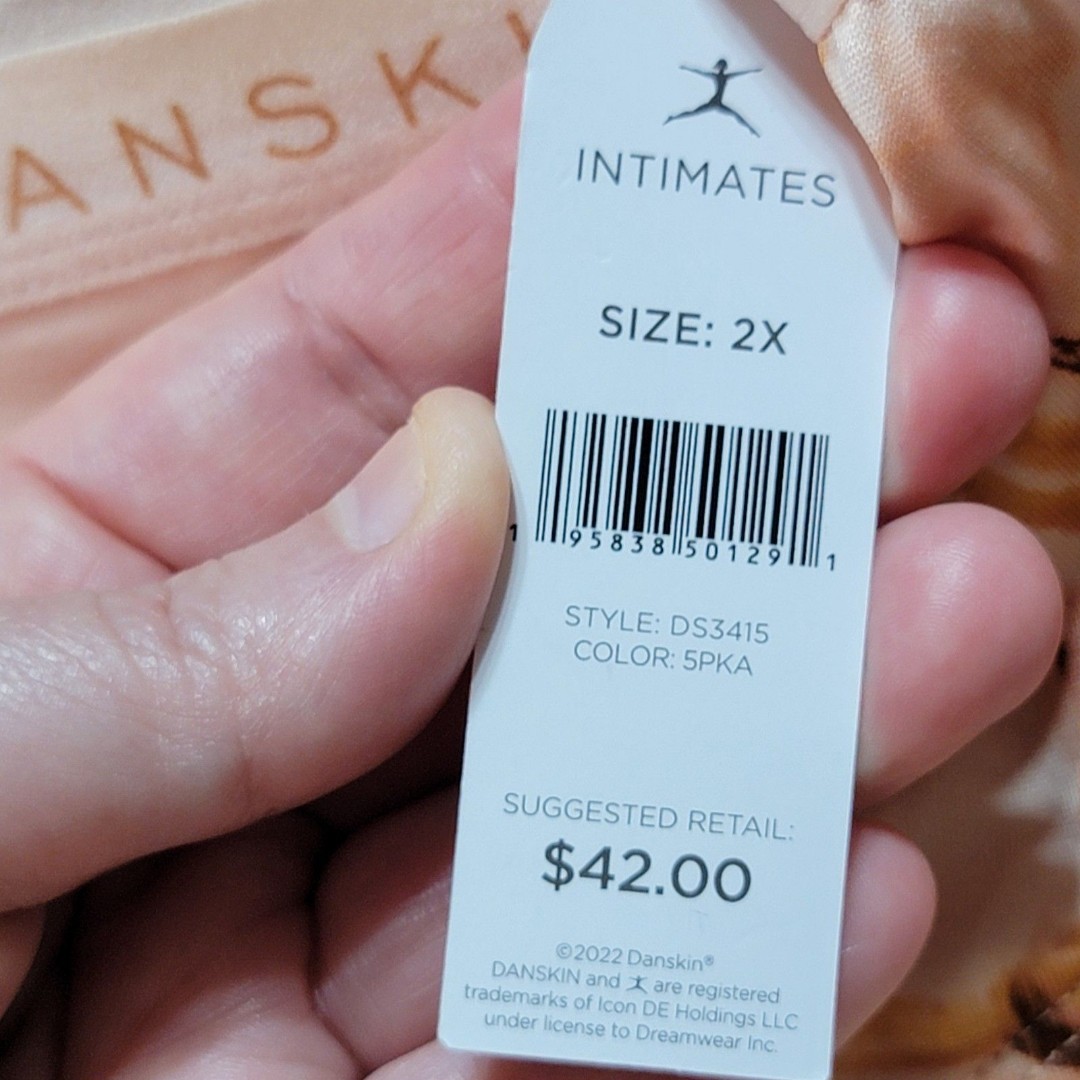 ANSK
INTIMATES
SIZE: 2X
1 95838 50129 1
STYLE: DS3415
COLOR: 5PKA
SUGGESTED RETAIL:
$42.00
©2022 Danskin®
DANSKIN and are registered
trademarks of Icon DE Holdings LLC
under license to Dreamwear Inc.